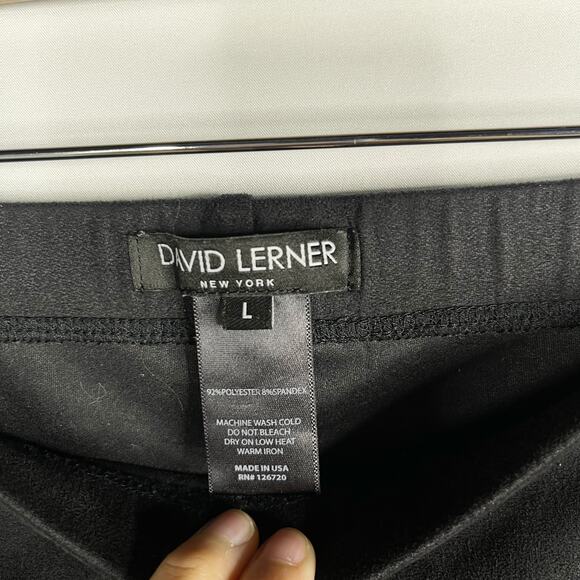 DAVID LERNER
NEW YORK
L
92%POLYESTER 8%SPANDEX
MACHINE WASH COLD
DO NOT BLEACH
DRY ON LOW HEAT
WARM IRON
MADE IN USA
RN# 126720